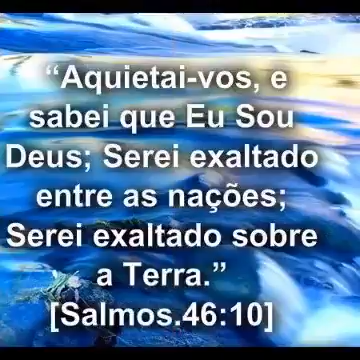 “Aquietai-vos, e
sabei que Eu Sou
Deus; Serei exaltado
entre as nações;
Serei exaltado sobre
a Terra.”
[Salmos.46:10]